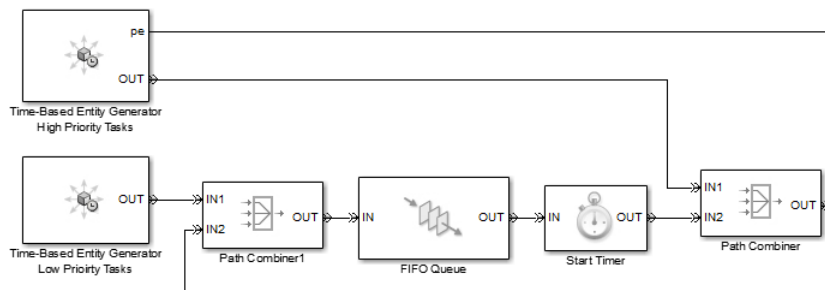 pe
OUT
Time-Based Entity Generator
High Priority Tasks
OUT
Time-Based Entity Generator
Low Prioirty Tasks
IN1
IN2
OUT
Path Combiner1
IN
OUT
FIFO Queue
IN
OUT
Start Timer
IN1
IN2
OUT
Path Combiner